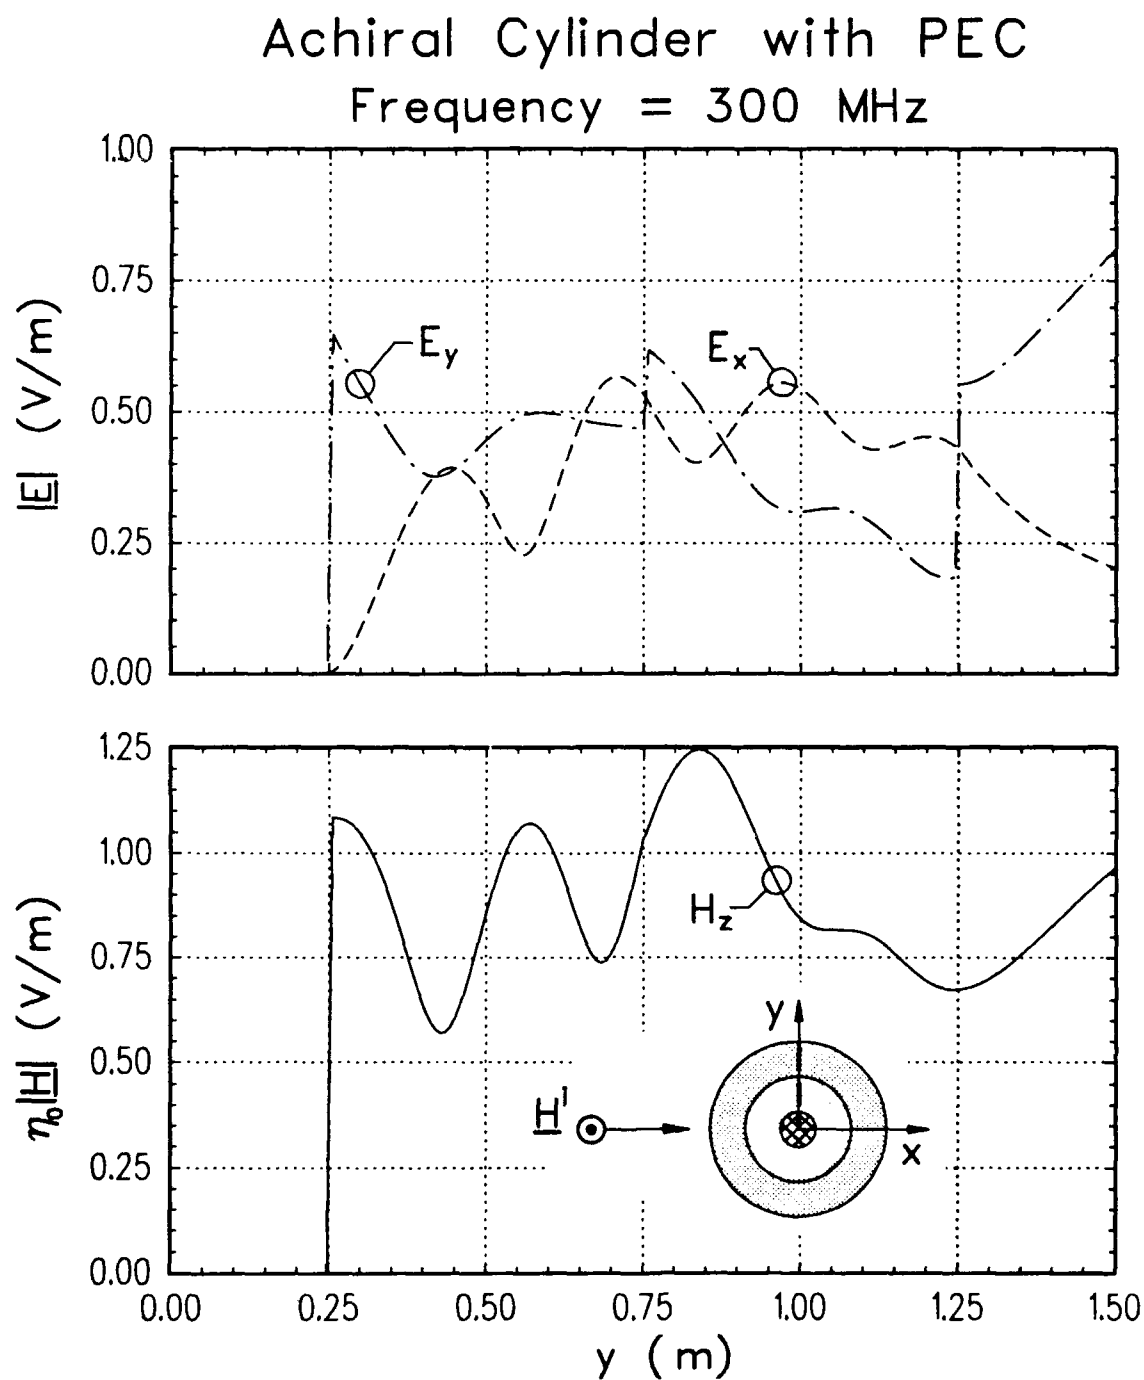 Achiral Cylinder with PEC
Frequency = 300 MHz
1.00
0.75
0.50
0.25
0.00
|E| (V/m)
E_y
E_x
1.25
1.00
0.75
0.50
0.25
0.00
η₀|H| (V/m)
H_z
y
H^i
x
0.00 0.25 0.50 0.75 1.00 1.25 1.50
y (m)